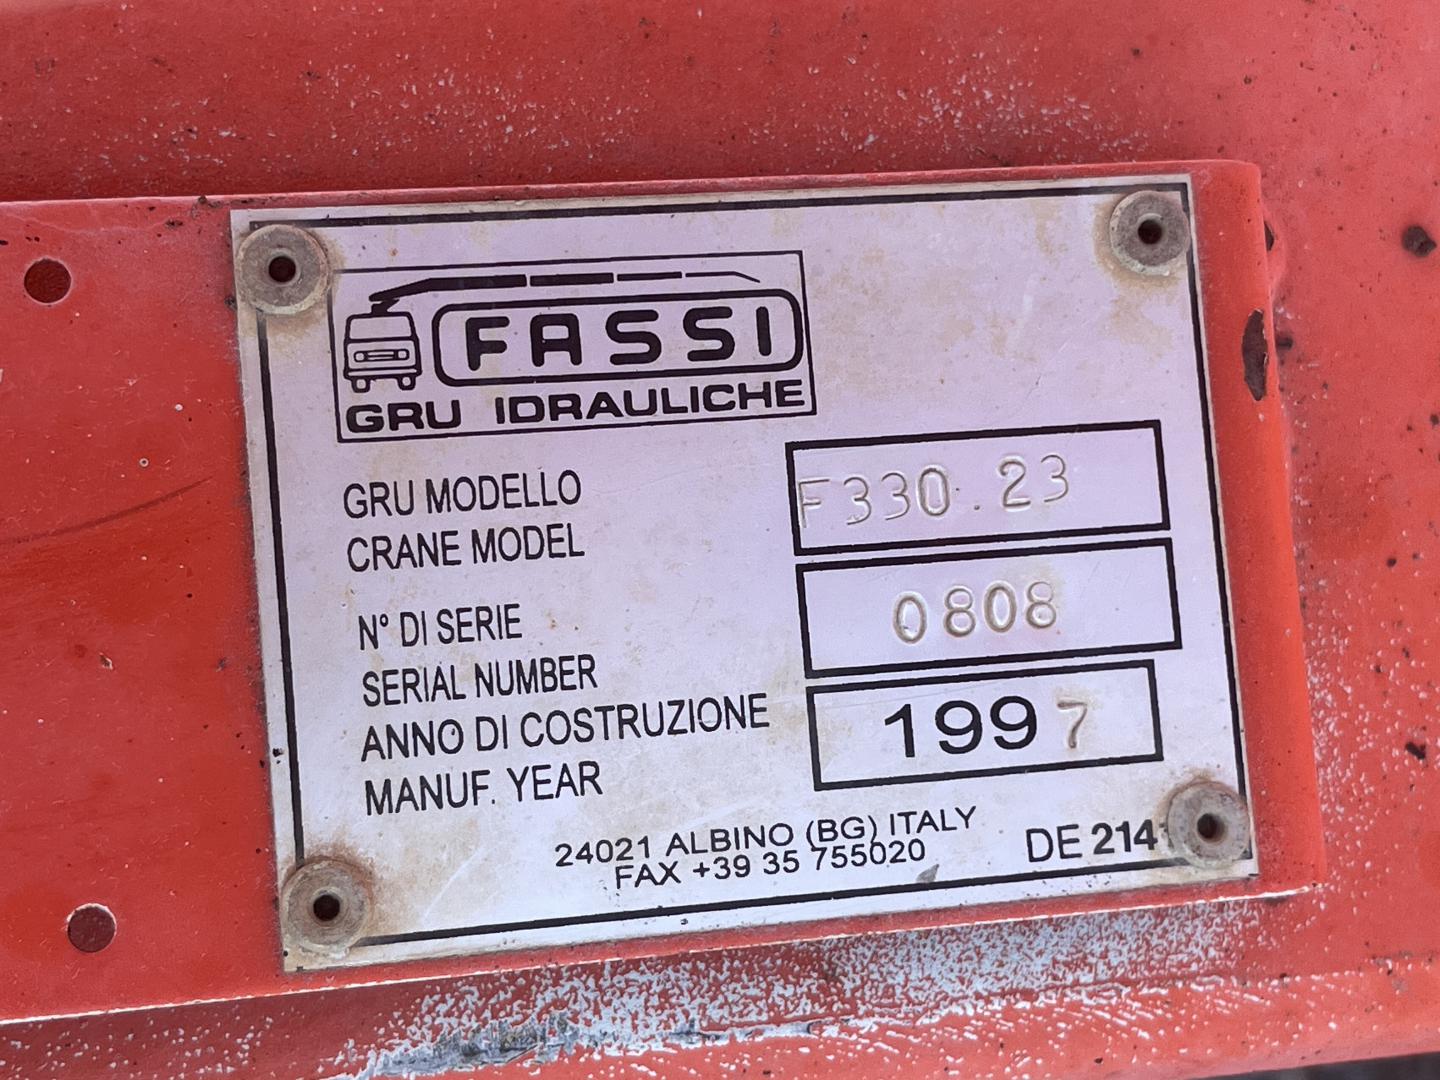 FASSI
GRU IDRAULICHE
GRU MODELLO
CRANE MODEL
F330.23
N° DI SERIE
SERIAL NUMBER
0808
ANNO DI COSTRUZIONE
MANUF. YEAR
1997
24021 ALBINO (BG) ITALY
FAX +39 35 755020
DE 214